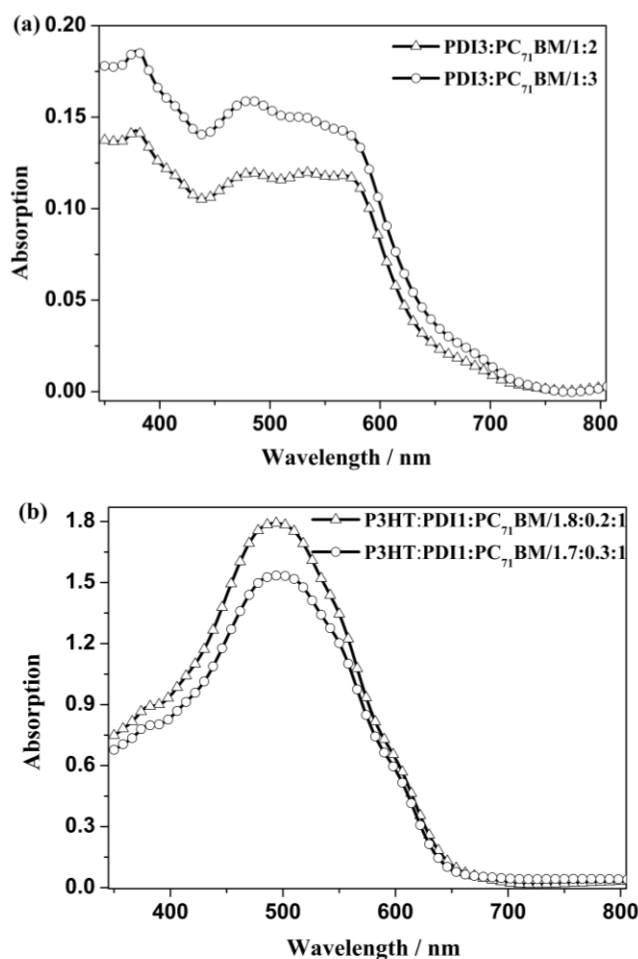 (a)
0.20
0.15
0.10
0.05
0.00
Absorption
PDI3:PC71BM/1:2
PDI3:PC71BM/1:3
400 500 600 700 800
Wavelength / nm
(b)
1.8
1.5
1.2
0.9
0.6
0.3
0.0
Absorption
P3HT:PDI1:PC71BM/1.8:0.2:1
P3HT:PDI1:PC71BM/1.7:0.3:1
400 500 600 700 800
Wavelength / nm